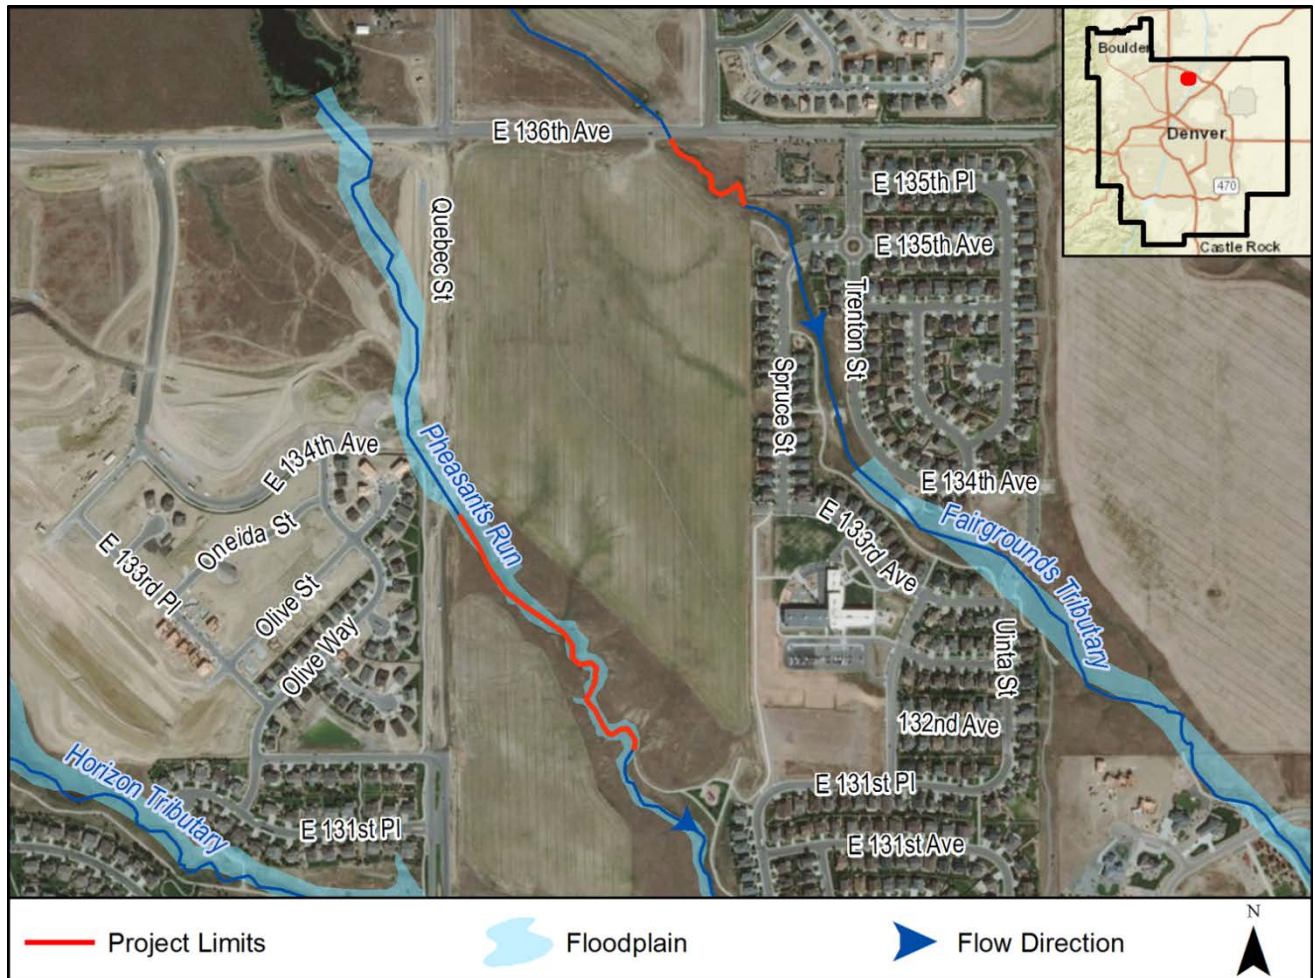 Boulder
Denver
470
Castle Rock
E 136th Ave
E 135th Pl
Quebec St
E 135th Ave
Trenton St
Spruce St
E 134th Ave
Pheasants Run
E 134th Ave
Oneida St
Fairgrounds Tributary
E 133rd Ave
E 133rd Pl
Olive St
Olive Way
Uinta St
132nd Ave
Horizon Tributary
E 131st Pl
E 131st Pl
E 131st Ave
Project Limits
Floodplain
Flow Direction
N